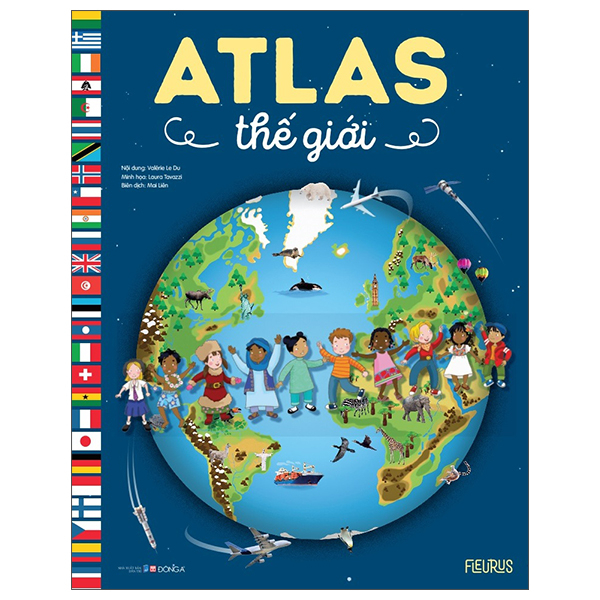 ATLAS
thế giới
Nội dung: Valérie Le Du
Minh họa: Laura Tavazzi
Biên dịch: Mai Liên
ĐÔNG A
FLEURUS